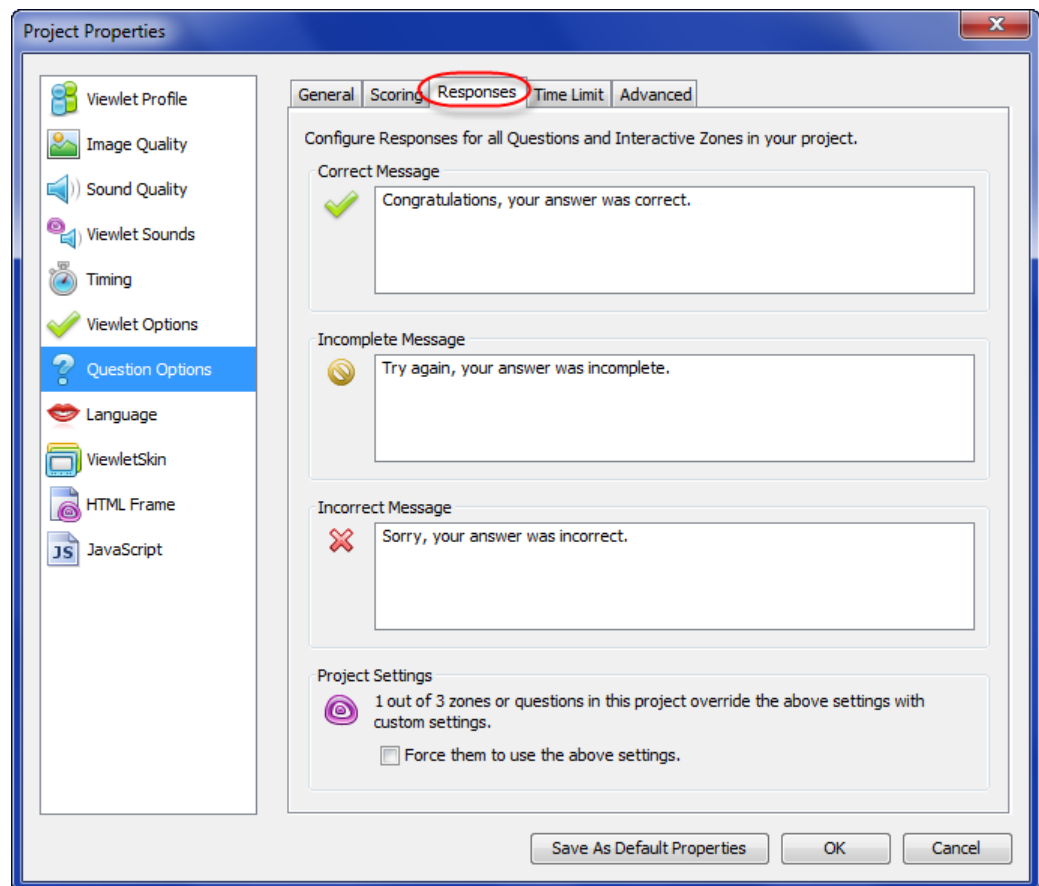 Project Properties
Viewlet Profile
Image Quality
Sound Quality
Viewlet Sounds
Timing
Viewlet Options
Question Options
Language
ViewletSkin
HTML Frame
JS JavaScript
General Scoring Responses Time Limit Advanced
Configure Responses for all Questions and Interactive Zones in your project.
Correct Message
Congratulations, your answer was correct.
Incomplete Message
Try again, your answer was incomplete.
Incorrect Message
Sorry, your answer was incorrect.
Project Settings
1 out of 3 zones or questions in this project override the above settings with
custom settings.
Force them to use the above settings.
Save As Default Properties OK Cancel